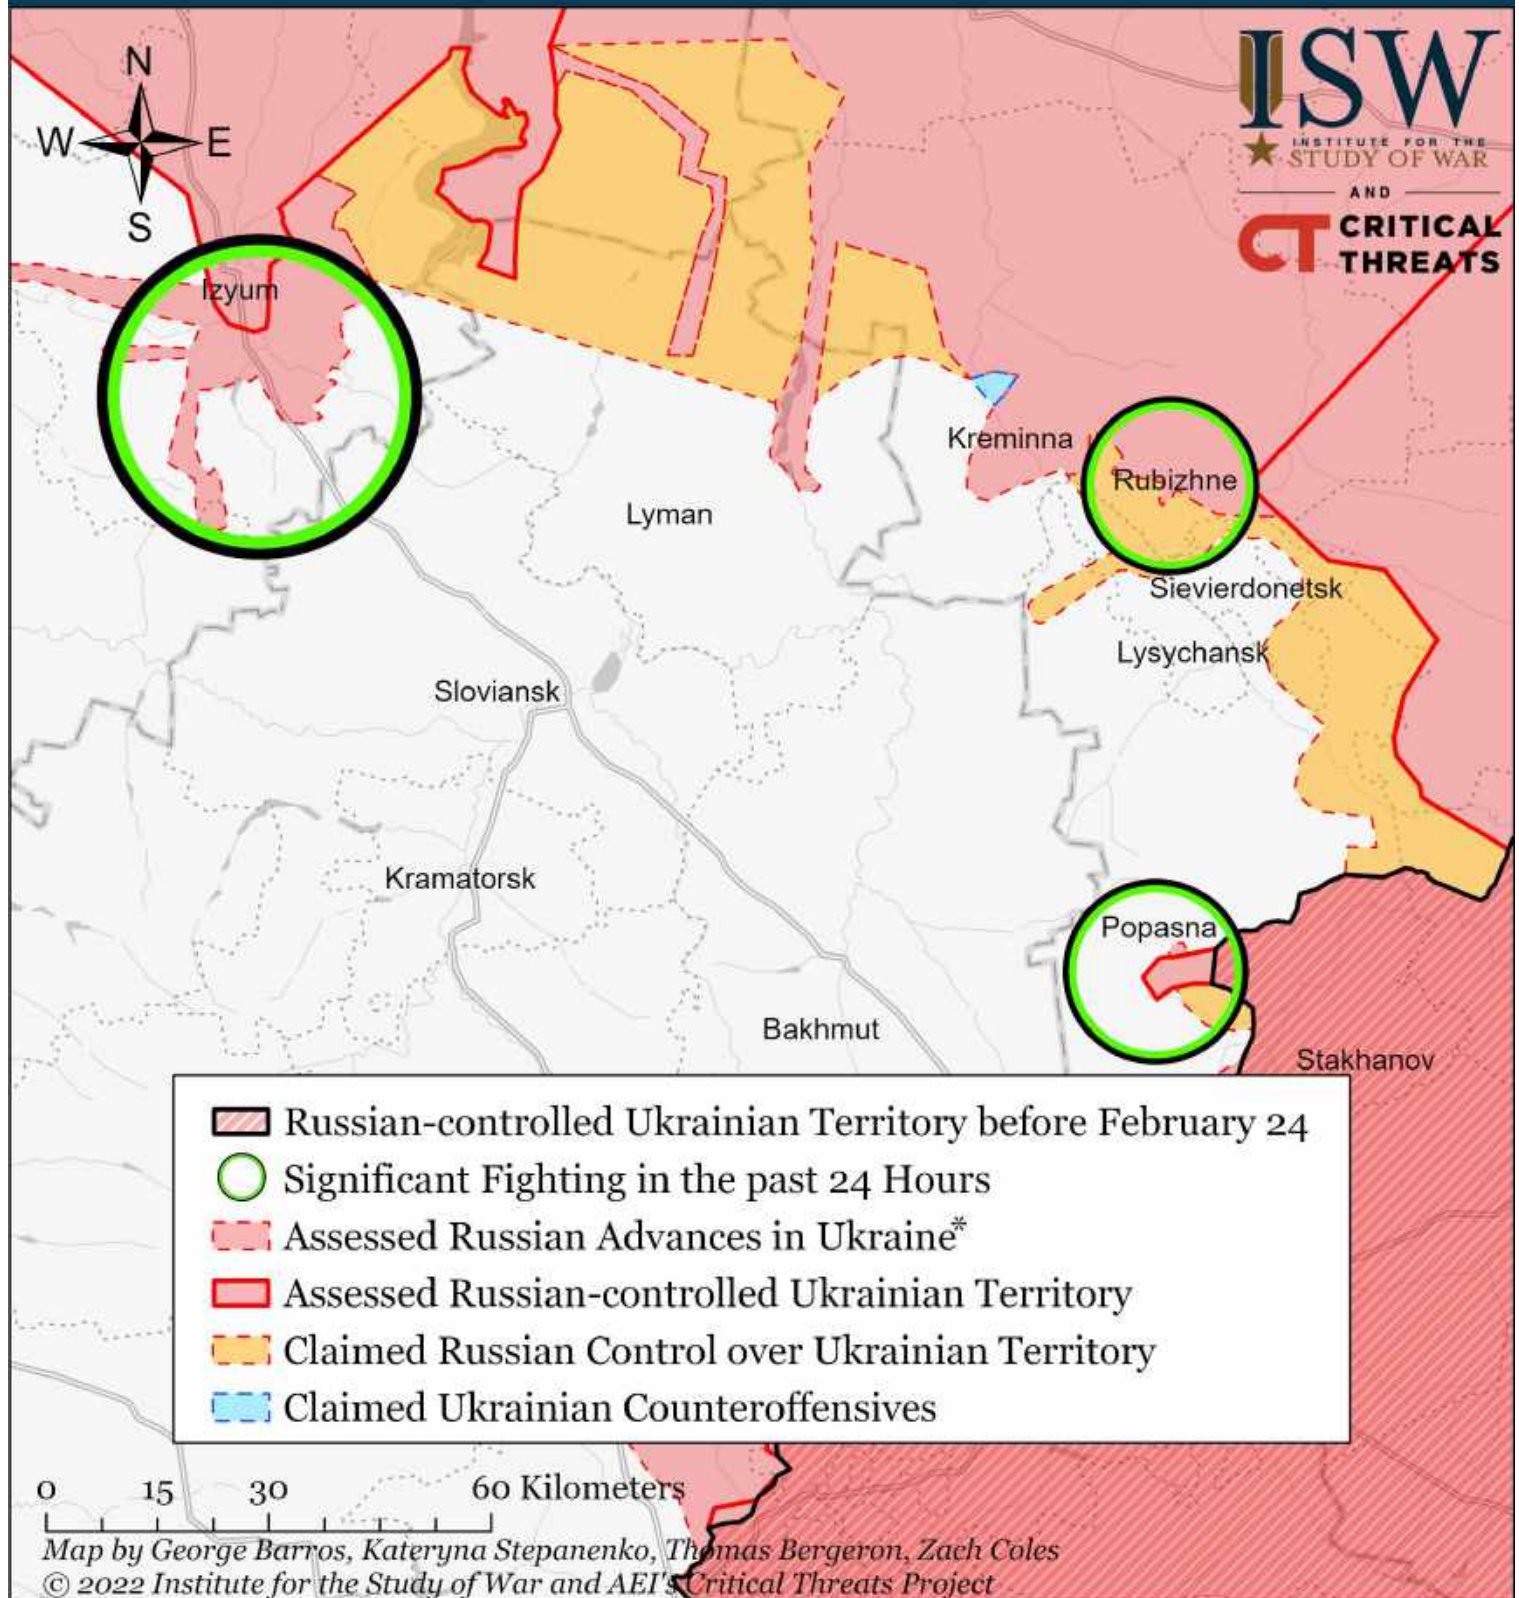 N
W
E
S
ISW
INSTITUTE FOR THE
STUDY OF WAR
AND
CT CRITICAL
THREATS
Izyum
Kreminna
Rubizhne
Lyman
Sievierdonetsk
Lysychansk
Sloviansk
Kramatorsk
Popasna
Bakhmut
Stakhanov
Russian-controlled Ukrainian Territory before February 24
Significant Fighting in the past 24 Hours
Assessed Russian Advances in Ukraine*
Assessed Russian-controlled Ukrainian Territory
Claimed Russian Control over Ukrainian Territory
Claimed Ukrainian Counteroffensives
0 15 30 60 Kilometers
Map by George Barros, Kateryna Stepanenko, Thomas Bergeron, Zach Coles
© 2022 Institute for the Study of War and AEI's Critical Threats Project